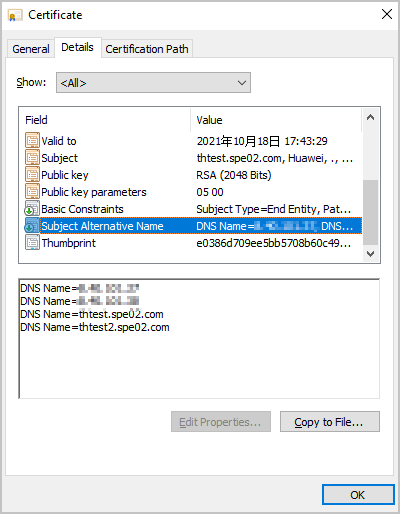 Certificate
General Details Certification Path
Show: <All>
Field Value
Valid to 2021年10月18日 17:43:29
Subject thtest.spe02.com, Huawei, ., ...
Public key RSA (2048 Bits)
Public key parameters 05 00
Basic Constraints Subject Type=End Entity, Pat...
Subject Alternative Name DNS Name= DNS...
Thumbprint e0386d709ee5bb5708b60c49...
DNS Name=
DNS Name=
DNS Name=thtest.spe02.com
DNS Name=thtest2.spe02.com
Edit Properties... Copy to File...
OK